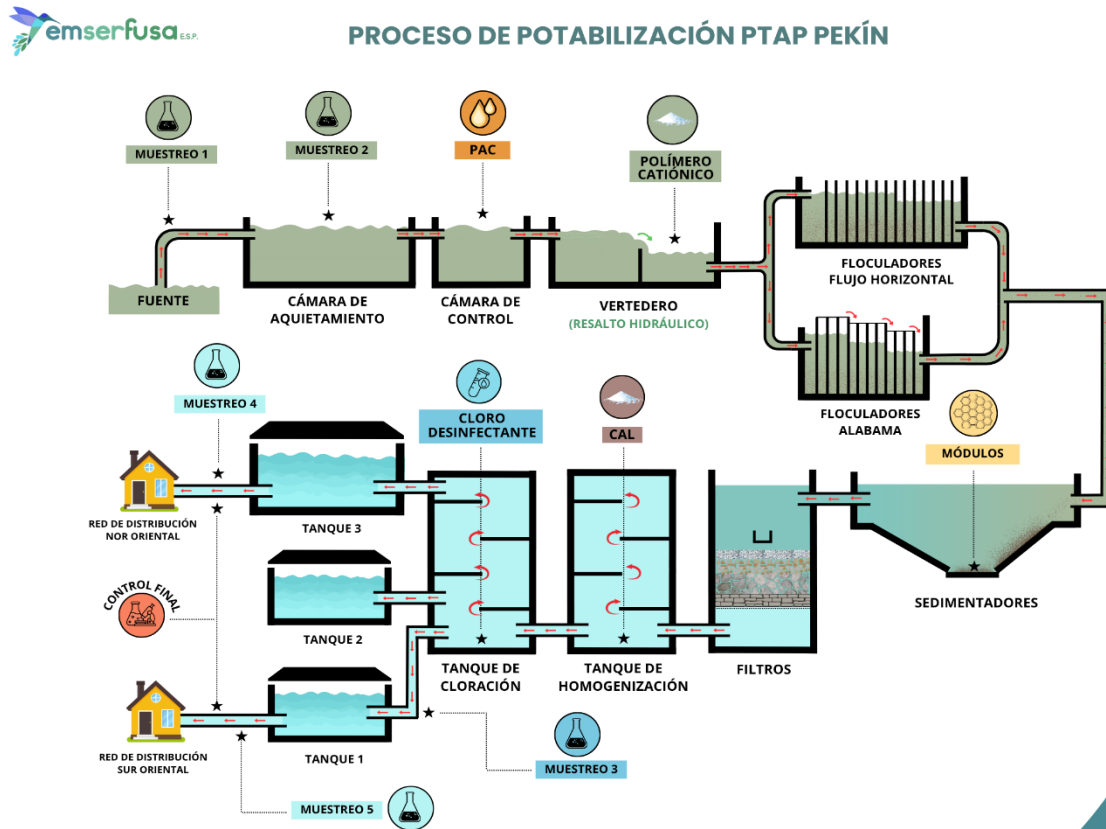 emserfusa E.S.P.
PROCESO DE POTABILIZACIÓN PTAP PEKÍN
MUESTREO 1
MUESTREO 2
PAC
POLÍMERO
CATIÓNICO
FUENTE
CÁMARA DE
AQUIETAMIENTO
CÁMARA DE
CONTROL
VERTEDERO
(RESALTO HIDRÁULICO)
FLOCULADORES
FLUJO HORIZONTAL
FLOCULADORES
ALABAMA
MUESTREO 4
CLORO
DESINFECTANTE
CAL
MÓDULOS
RED DE DISTRIBUCIÓN
NOR ORIENTAL
TANQUE 3
CONTROL FINAL
TANQUE 2
SEDIMENTADORES
TANQUE DE
CLORACIÓN
TANQUE DE
HOMOGENIZACIÓN
FILTROS
RED DE DISTRIBUCIÓN
SUR ORIENTAL
TANQUE 1
MUESTREO 3
MUESTREO 5